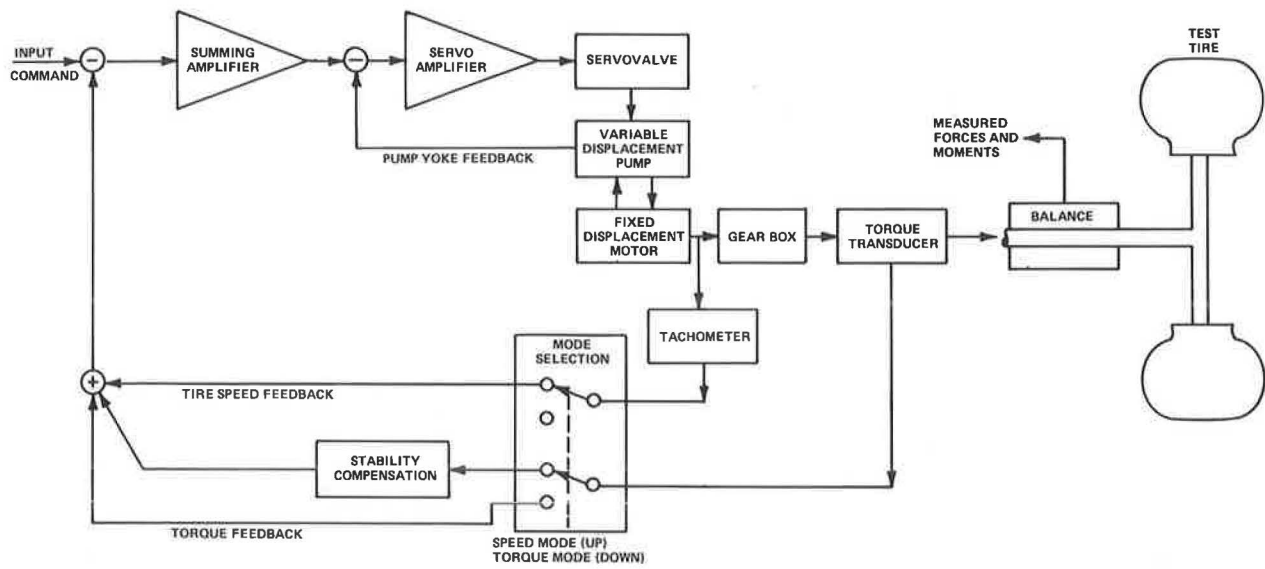 INPUT
COMMAND
SUMMING
AMPLIFIER
SERVO
AMPLIFIER
SERVOVALVE
TEST
TIRE
VARIABLE
DISPLACEMENT
PUMP
PUMP YOKE FEEDBACK
MEASURED
FORCES AND
MOMENTS
FIXED
DISPLACEMENT
MOTOR
GEAR BOX
TORQUE
TRANSDUCER
BALANCE
TACHOMETER
MODE
SELECTION
TIRE SPEED FEEDBACK
STABILITY
COMPENSATION
TORQUE FEEDBACK
SPEED MODE (UP)
TORQUE MODE (DOWN)